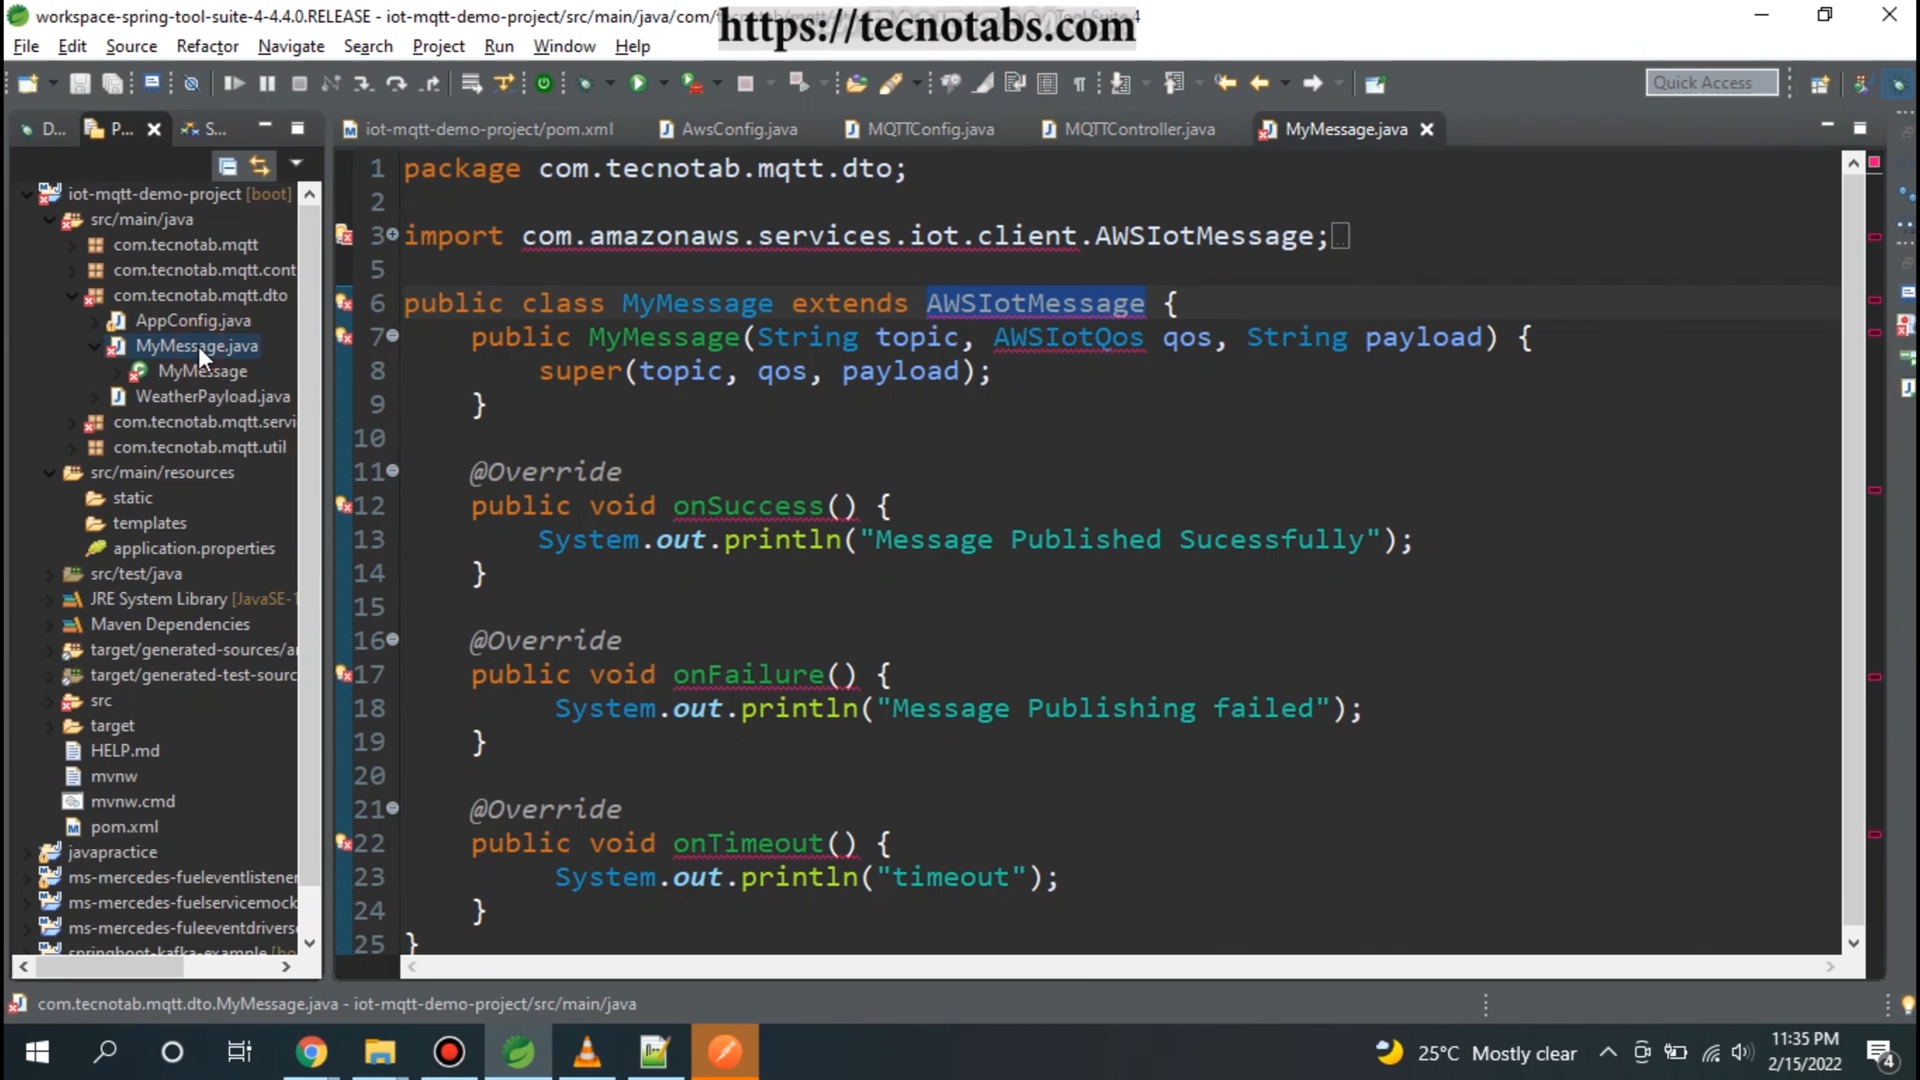 workspace-spring-tool-suite-4-4.4.0.RELEASE - iot-mqtt-demo-project/src/main/java/com/
https://tecnotabs.com
File Edit Source Refactor Navigate Search Project Run Window Help
Quick Access
D... P... S...
iot-mqtt-demo-project/pom.xml AwsConfig.java MQTTConfig.java MQTTController.java MyMessage.java
iot-mqtt-demo-project [boot]
src/main/java
com.tecnotab.mqtt
com.tecnotab.mqtt.cont
com.tecnotab.mqtt.dto
AppConfig.java
MyMessage.java
MyMessage
WeatherPayload.java
com.tecnotab.mqtt.servi
com.tecnotab.mqtt.util
src/main/resources
static
templates
application.properties
src/test/java
JRE System Library [JavaSE-1
Maven Dependencies
target/generated-sources/a
target/generated-test-sourc
src
target
HELP.md
mvnw
mvnw.cmd
pom.xml
javapractice
ms-mercedes-fueleventlistener
ms-mercedes-fuelservicemock
ms-mercedes-fuleeventdrivers
springboot-kafka-example
1 package com.tecnotab.mqtt.dto;
2
3 import com.amazonaws.services.iot.client.AWSIotMessage;
5
6 public class MyMessage extends AWSIotMessage {
7 public MyMessage(String topic, AWSIotQos qos, String payload) {
8 super(topic, qos, payload);
9 }
10
11 @Override
12 public void onSuccess() {
13 System.out.println("Message Published Sucessfully");
14 }
15
16 @Override
17 public void onFailure() {
18 System.out.println("Message Publishing failed");
19 }
20
21 @Override
22 public void onTimeout() {
23 System.out.println("timeout");
24 }
25 }
com.tecnotab.mqtt.dto.MyMessage.java - iot-mqtt-demo-project/src/main/java
25°C Mostly clear
11:35 PM
2/15/2022
4